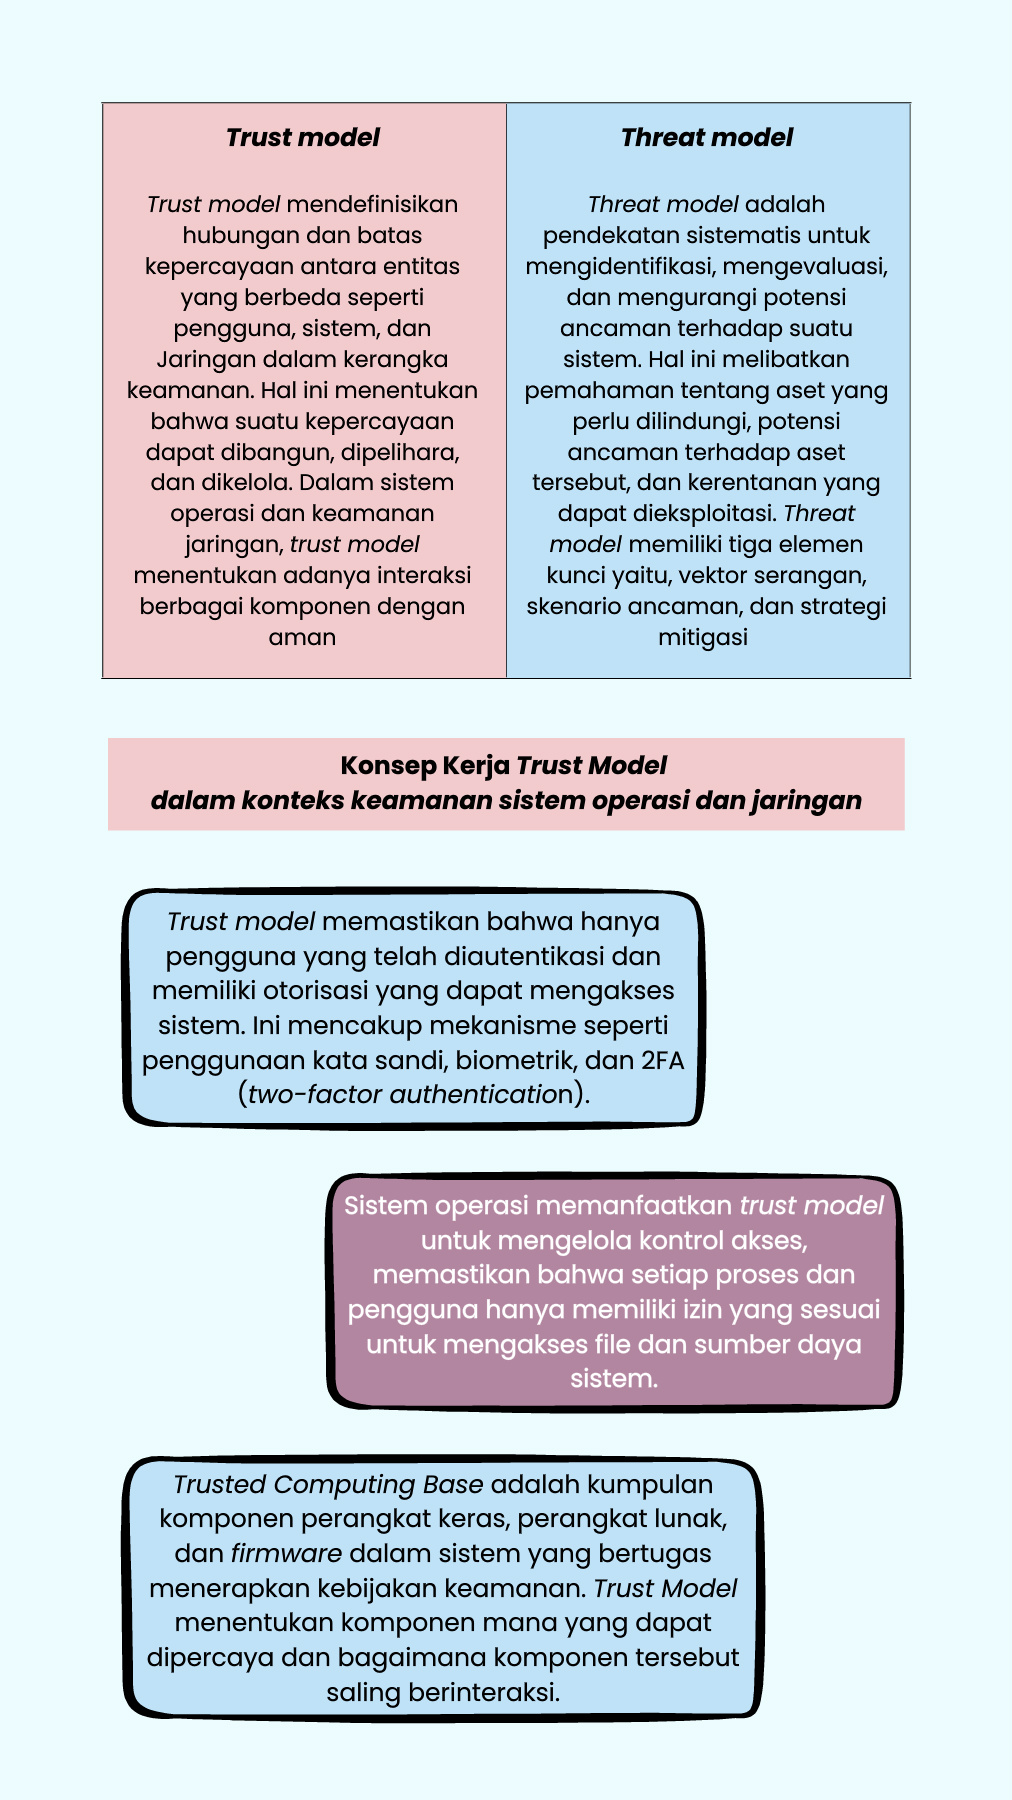 Trust model
Trust model mendefinisikan
hubungan dan batas
kepercayaan antara entitas
yang berbeda seperti
pengguna, sistem, dan
Jaringan dalam kerangka
keamanan. Hal ini menentukan
bahwa suatu kepercayaan
dapat dibangun, dipelihara,
dan dikelola. Dalam sistem
operasi dan keamanan
jaringan, trust model
menentukan adanya interaksi
berbagai komponen dengan
aman
Threat model
Threat model adalah
pendekatan sistematis untuk
mengidentifikasi, mengevaluasi,
dan mengurangi potensi
ancaman terhadap suatu
sistem. Hal ini melibatkan
pemahaman tentang aset yang
perlu dilindungi, potensi
ancaman terhadap aset
tersebut, dan kerentanan yang
dapat dieksploitasi. Threat
model memiliki tiga elemen
kunci yaitu, vektor serangan,
skenario ancaman, dan strategi
mitigasi
Konsep Kerja Trust Model
dalam konteks keamanan sistem operasi dan jaringan
Trust model memastikan bahwa hanya
pengguna yang telah diautentikasi dan
memiliki otorisasi yang dapat mengakses
sistem. Ini mencakup mekanisme seperti
penggunaan kata sandi, biometrik, dan 2FA
(two-factor authentication).
Sistem operasi memanfaatkan trust model
untuk mengelola kontrol akses,
memastikan bahwa setiap proses dan
pengguna hanya memiliki izin yang sesuai
untuk mengakses file dan sumber daya
sistem.
Trusted Computing Base adalah kumpulan
komponen perangkat keras, perangkat lunak,
dan firmware dalam sistem yang bertugas
menerapkan kebijakan keamanan. Trust Model
menentukan komponen mana yang dapat
dipercaya dan bagaimana komponen tersebut
saling berinteraksi.